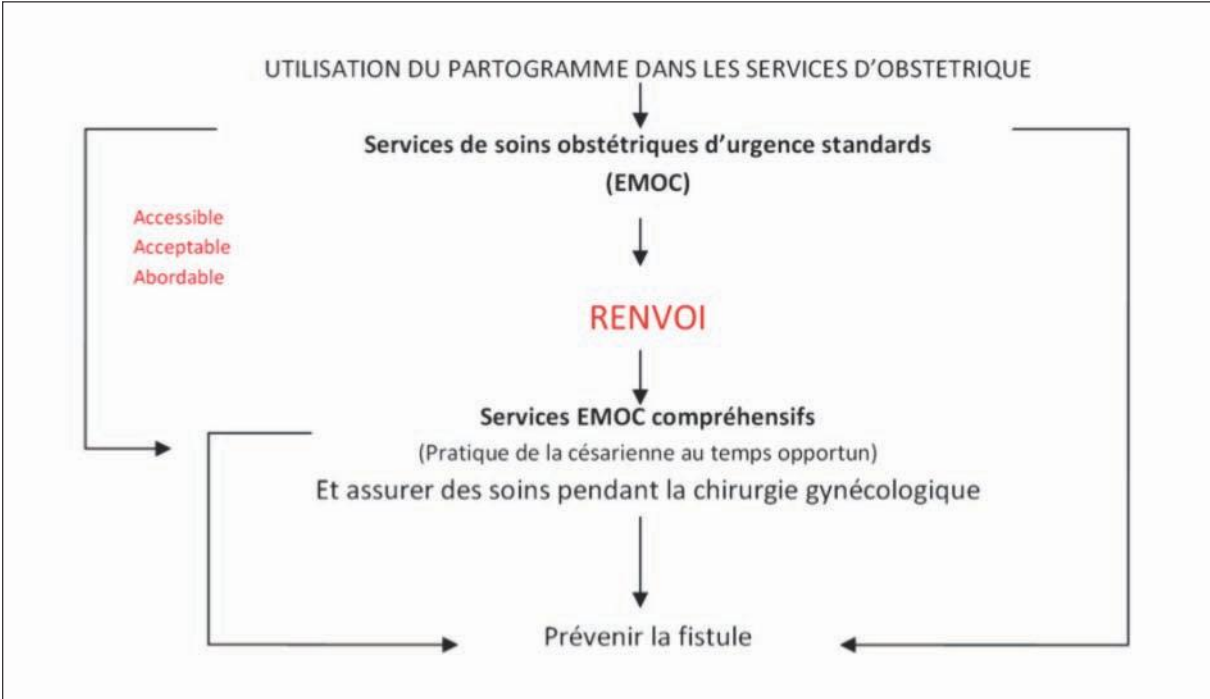 UTILISATION DU PARTOGRAMME DANS LES SERVICES D’OBSTETRIQUE
Services de soins obstétriques d’urgence standards
(EMOC)
Accessible
Acceptable
Abordable
RENVOI
Services EMOC compréhensifs
(Pratique de la césarienne au temps opportun)
Et assurer des soins pendant la chirurgie gynécologique
Prévenir la fistule